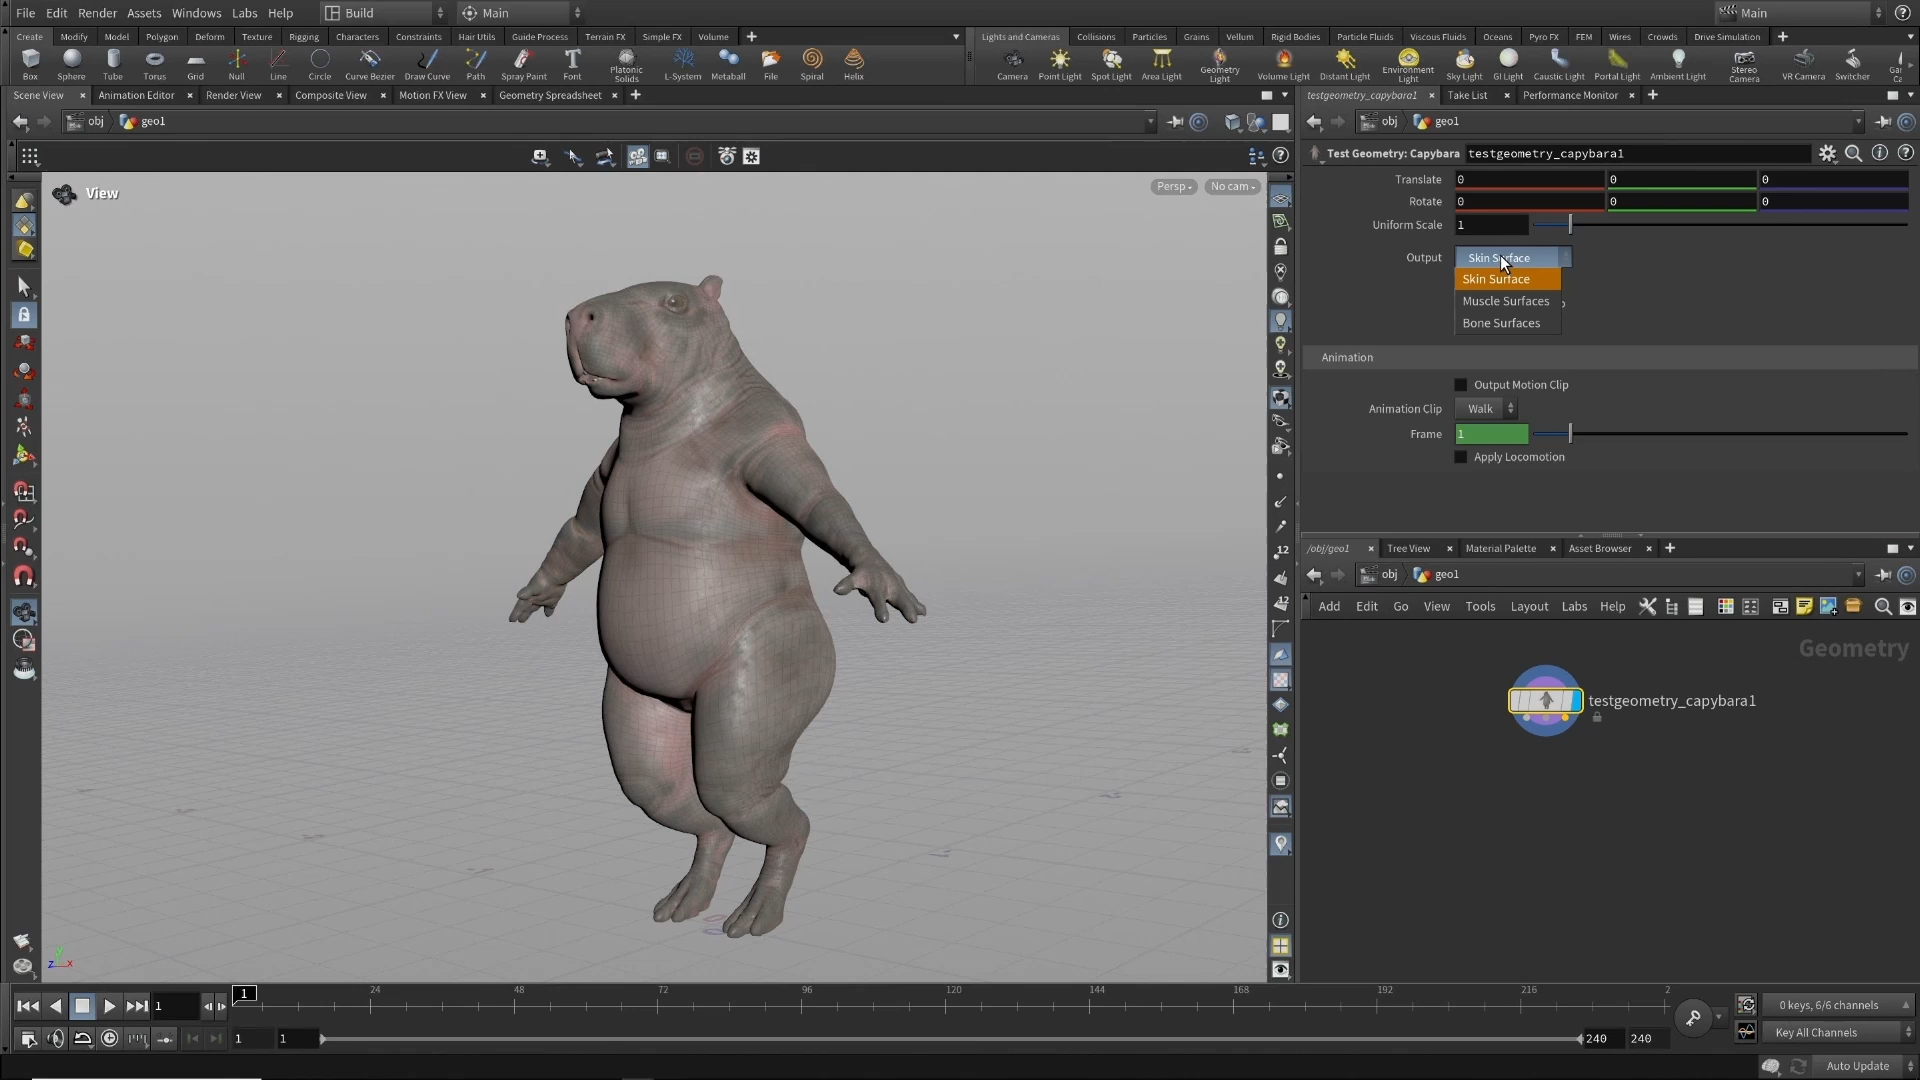 File Edit Render Assets Windows Labs Help Build Main Main
Create Modify Model Polygon Deform Texture Rigging Characters Constraints Hair Utils Guide Process Terrain FX Simple FX Volume
Lights and Cameras Collisions Particles Grains Vellum Rigid Bodies Particle Fluids Viscous Fluids Oceans Pyro FX FEM Wires Crowds Drive Simulation
Box Sphere Tube Torus Grid Null Line Circle Curve Bezier Draw Curve Path Spray Paint Font Platonic Solids L-System Metaball File Spiral Helix
Camera Point Light Spot Light Area Light Geometry Light Volume Light Distant Light Environment Light Sky Light GI Light Caustic Light Portal Light Ambient Light Stereo Camera VR Camera Switcher
Scene View Animation Editor Render View Composite View Motion FX View Geometry Spreadsheet
testgeometry_capybara1 Take List Performance Monitor
obj geo1
obj geo1
Test Geometry: Capybara testgeometry_capybara1
View
Persp No cam
Translate 0 0 0
Rotate 0 0 0
Uniform Scale 1
Output Skin Surface
Skin Surface
Muscle Surfaces
Bone Surfaces
Animation
Output Motion Clip
Animation Clip Walk
Frame 1
Apply Locomotion
12
12
/obj/geo1 Tree View Material Palette Asset Browser
obj geo1
Add Edit Go View Tools Layout Labs Help
Geometry
testgeometry_capybara1
z x
1 1 24 48 72 96 120 144 168 192 216 2
0 keys, 6/6 channels
1 1 240 240
Key All Channels
Auto Update